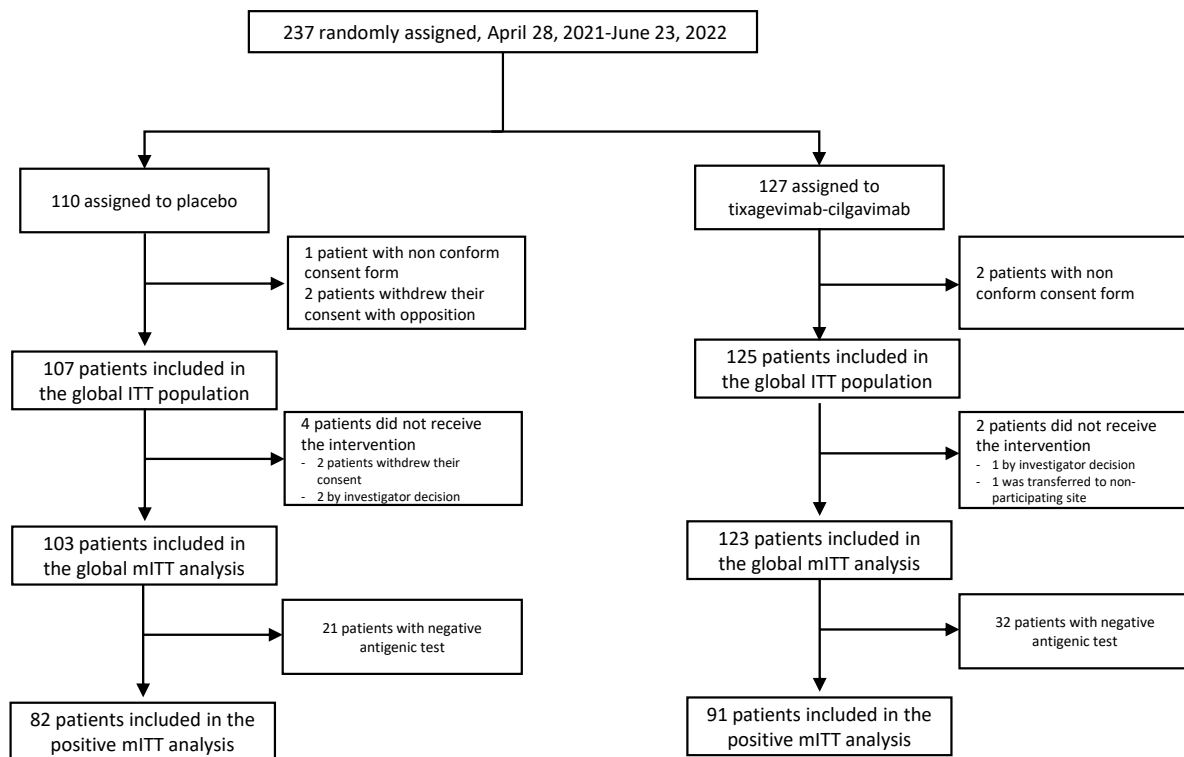 237 randomly assigned, April 28, 2021-June 23, 2022
110 assigned to placebo
127 assigned to
tixagevimab-cilgavimab
1 patient with non conform
consent form
2 patients withdrew their
consent with opposition
2 patients with non
conform consent form
107 patients included in
the global ITT population
125 patients included in
the global ITT population
4 patients did not receive
the intervention
- 2 patients withdrew their
consent
- 2 by investigator decision
2 patients did not receive
the intervention
- 1 by investigator decision
- 1 was transferred to non-
participating site
103 patients included in
the global mITT analysis
123 patients included in
the global mITT analysis
21 patients with negative
antigenic test
32 patients with negative
antigenic test
82 patients included in the
positive mITT analysis
91 patients included in the
positive mITT analysis